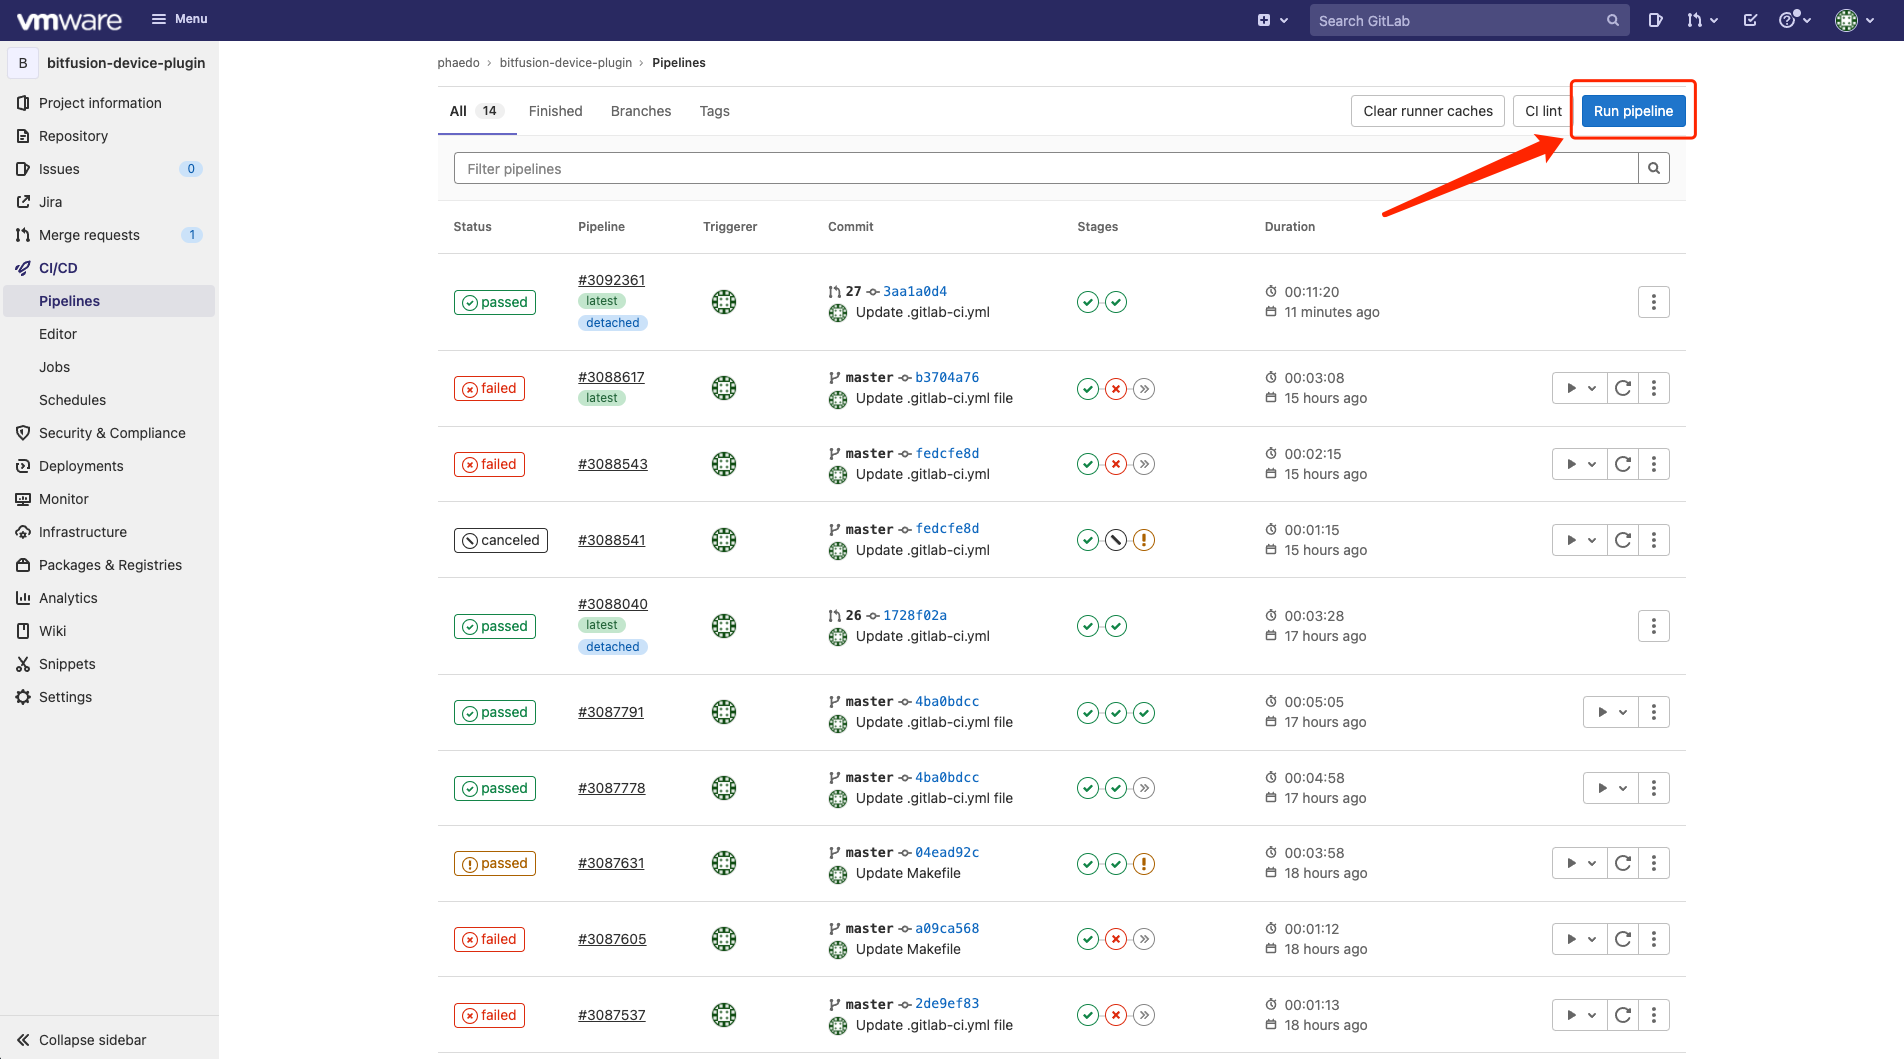 vmware Menu Search GitLab
B bitfusion-device-plugin
Project information
Repository
Issues 0
Jira
Merge requests 1
CI/CD
Pipelines
Editor
Jobs
Schedules
Security & Compliance
Deployments
Monitor
Infrastructure
Packages & Registries
Analytics
Wiki
Snippets
Settings
Collapse sidebar
phaedo › bitfusion-device-plugin › Pipelines
All 14 Finished Branches Tags Clear runner caches CI lint Run pipeline
Filter pipelines
Status Pipeline Triggerer Commit Stages Duration
passed #3092361 latest detached 27 3aa1a0d4 00:11:20
Update .gitlab-ci.yml 11 minutes ago
failed #3088617 latest master b3704a76 00:03:08
Update .gitlab-ci.yml file 15 hours ago
failed #3088543 master fedcfe8d 00:02:15
Update .gitlab-ci.yml 15 hours ago
canceled #3088541 master fedcfe8d 00:01:15
Update .gitlab-ci.yml 15 hours ago
passed #3088040 latest detached 26 1728f02a 00:03:28
Update .gitlab-ci.yml 17 hours ago
passed #3087791 master 4ba0bdcc 00:05:05
Update .gitlab-ci.yml file 17 hours ago
passed #3087778 master 4ba0bdcc 00:04:58
Update .gitlab-ci.yml file 17 hours ago
passed #3087631 master 04ead92c 00:03:58
Update Makefile 18 hours ago
failed #3087605 master a09ca568 00:01:12
Update Makefile 18 hours ago
failed #3087537 master 2de9ef83 00:01:13
Update .gitlab-ci.yml file 18 hours ago